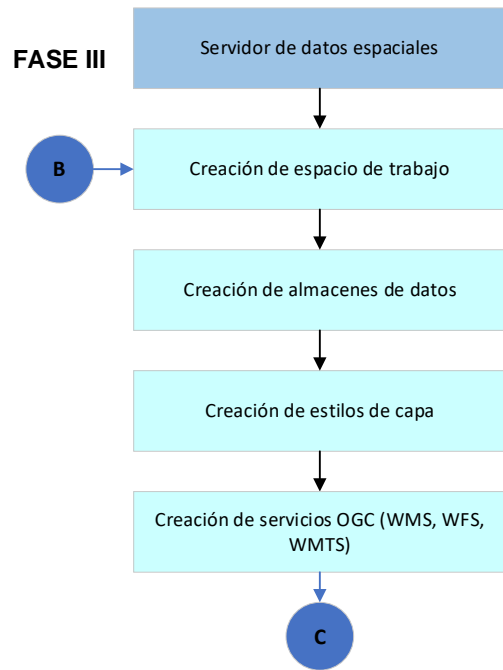 FASE III
Servidor de datos espaciales
B
Creación de espacio de trabajo
Creación de almacenes de datos
Creación de estilos de capa
Creación de servicios OGC (WMS, WFS,
WMTS)
C